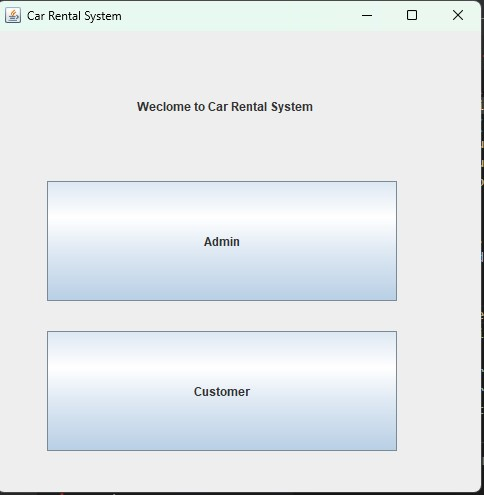 Car Rental System
Weclome to Car Rental System
Admin
Customer